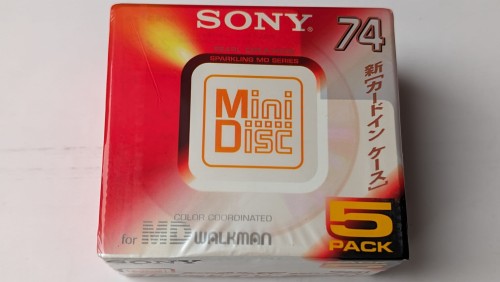 SONY
74
SPARKLING MD SERIES
Mini
Disc
新[カードイン ケース]
COLOR COORDINATED
for MD WALKMAN
5
PACK